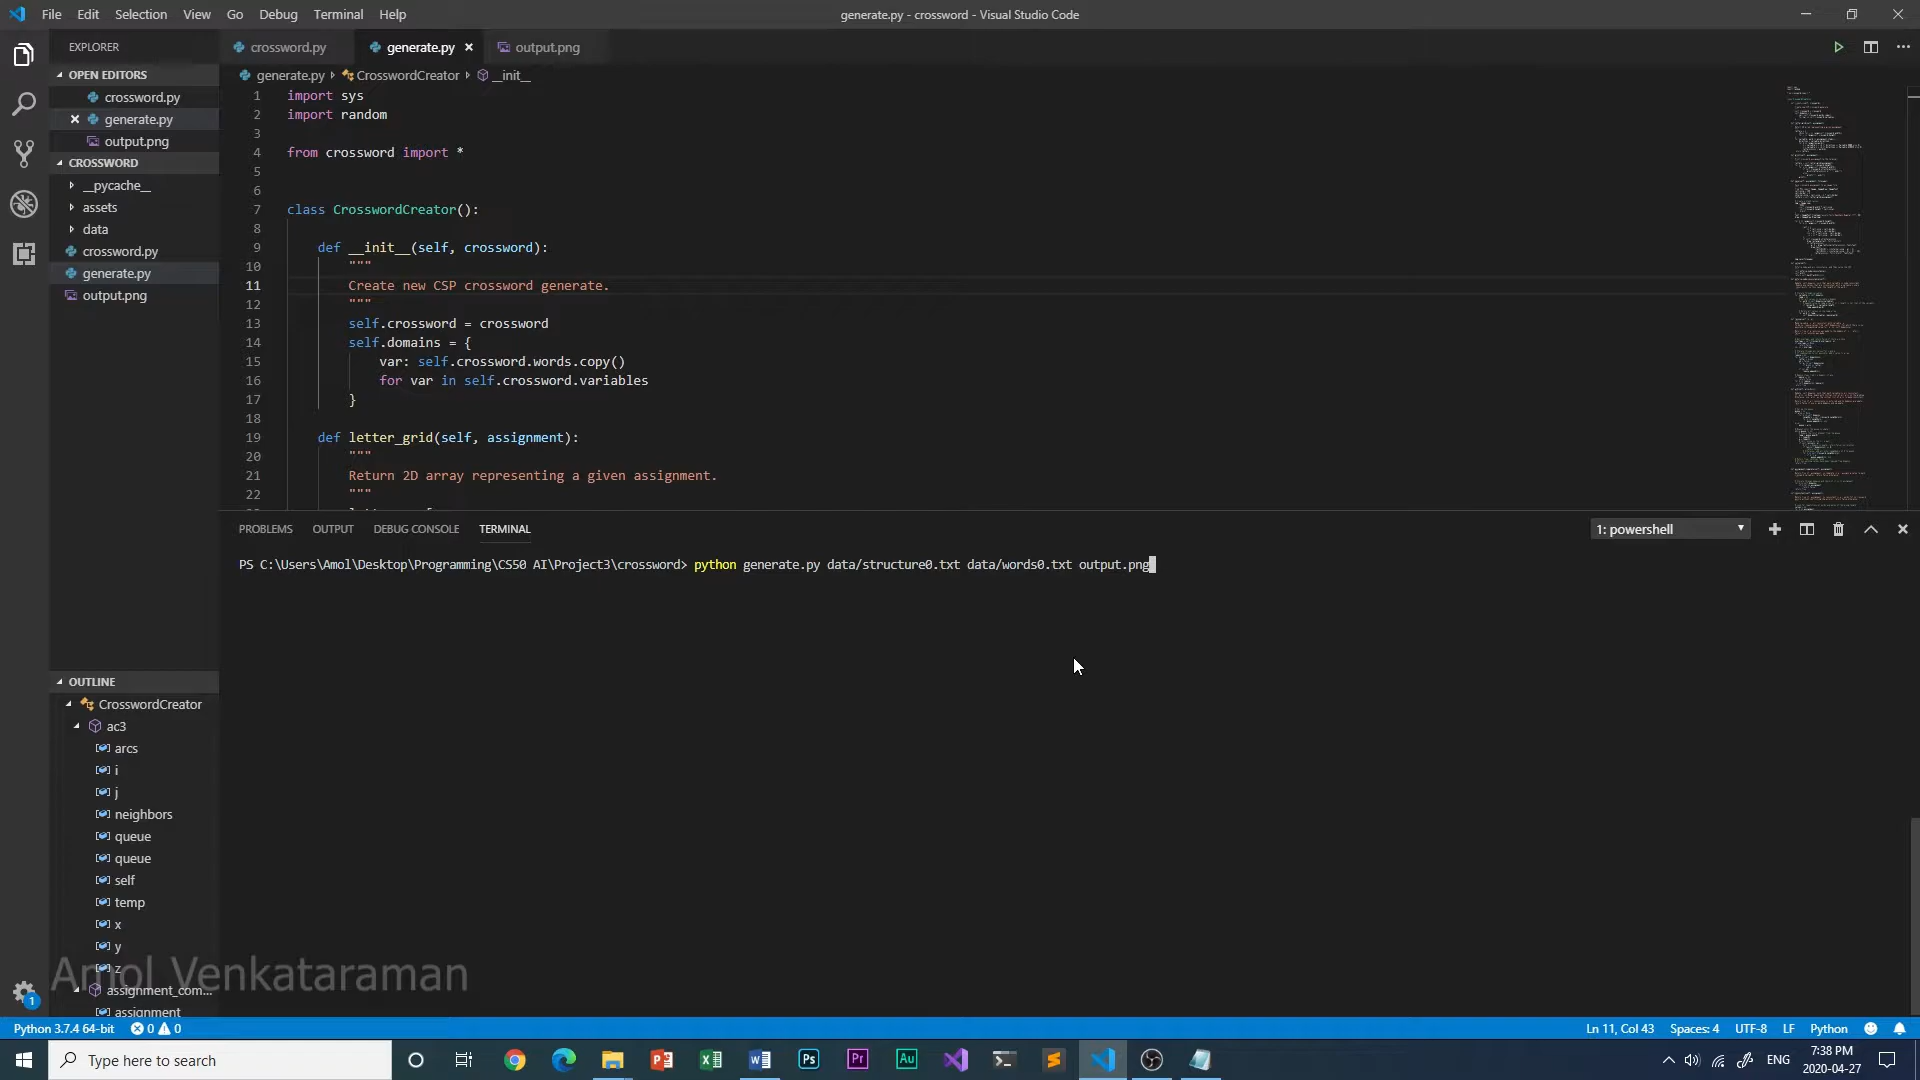 File Edit Selection View Go Debug Terminal Help
generate.py - crossword - Visual Studio Code
EXPLORER
OPEN EDITORS
crossword.py
generate.py
output.png
CROSSWORD
__pycache__
assets
data
crossword.py
generate.py
output.png
OUTLINE
CrosswordCreator
ac3
arcs
i
j
neighbors
queue
queue
self
temp
x
y
z
assignment_com...
assignment
crossword.py generate.py output.png
generate.py CrosswordCreator __init__
1 import sys
2 import random
3
4 from crossword import *
5
6
7 class CrosswordCreator():
8
9 def __init__(self, crossword):
10 """
11 Create new CSP crossword generate.
12 """
13 self.crossword = crossword
14 self.domains = {
15 var: self.crossword.words.copy()
16 for var in self.crossword.variables
17 }
18
19 def letter_grid(self, assignment):
20 """
21 Return 2D array representing a given assignment.
22 """
PROBLEMS OUTPUT DEBUG CONSOLE TERMINAL
1: powershell
PS C:\Users\Amol\Desktop\Programming\CS50 AI\Project3\crossword> python generate.py data/structure0.txt data/words0.txt output.png
Amol Venkataraman
1
Python 3.7.4 64-bit 0 0
Ln 11, Col 43 Spaces: 4 UTF-8 LF Python
Type here to search
Ps Pr Au
ENG
7:38 PM
2020-04-27